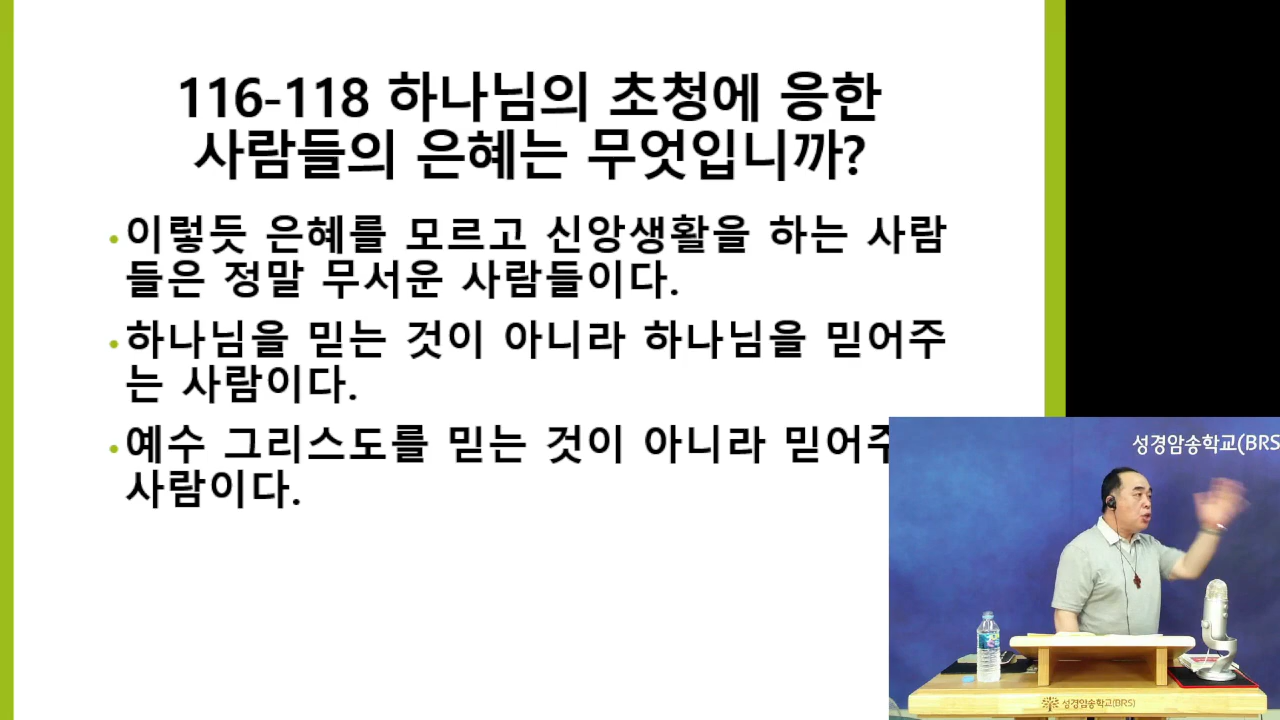 116-118 하나님의 초청에 응한
사람들의 은혜는 무엇입니까?
• 이렇듯 은혜를 모르고 신앙생활을 하는 사람
들은 정말 무서운 사람들이다.
• 하나님을 믿는 것이 아니라 하나님을 믿어주
는 사람이다.
• 예수 그리스도를 믿는 것이 아니라 믿어주
사람이다.
성경암송학교(BRS
성경암송학교(BRS)